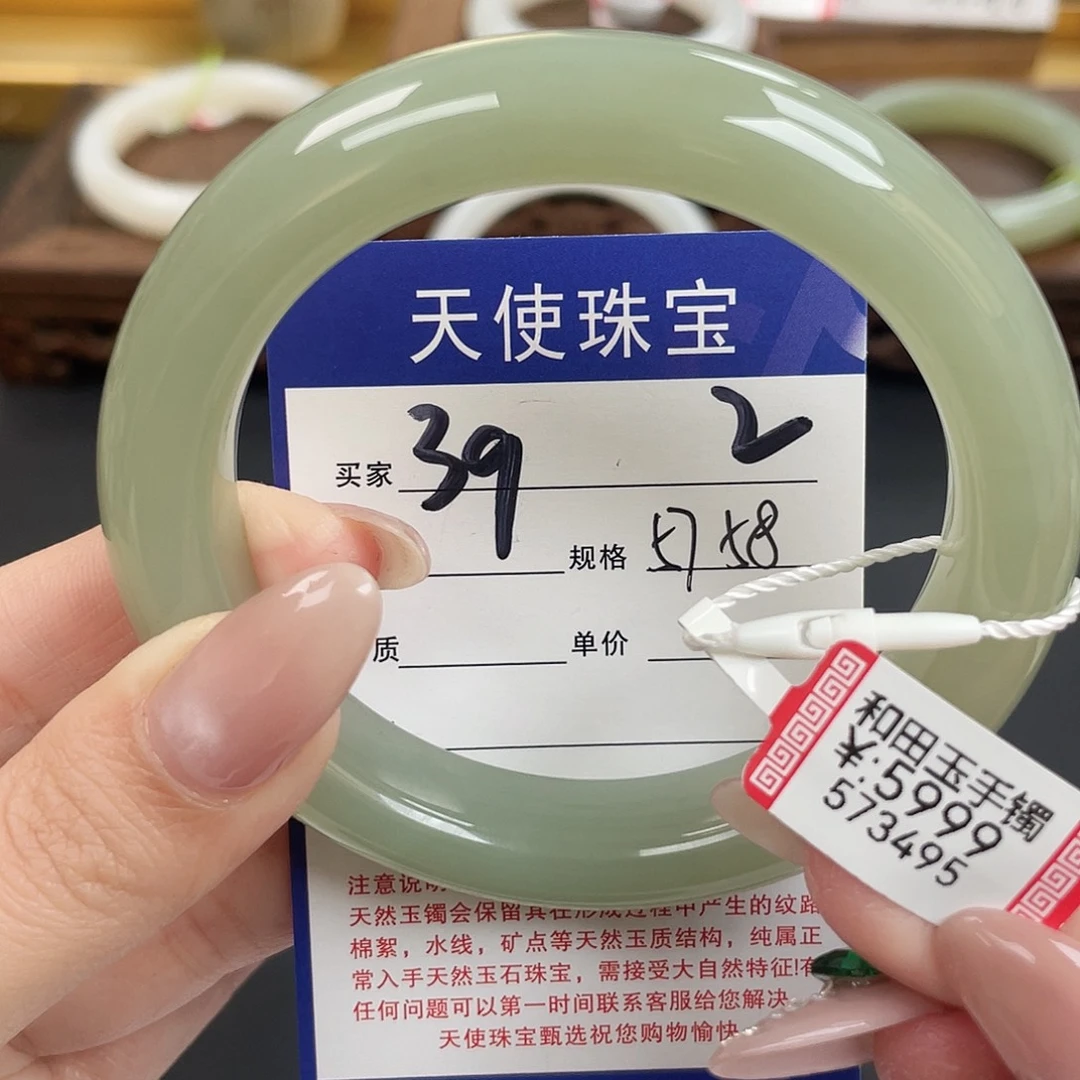 天使珠宝
买家 39 2
规格 57 58
质 单价
和田玉手镯
¥:5999
573495
注意说明
天然玉镯会保留其在形成过程中产生的纹路
棉絮，水线，矿点等天然玉质结构，纯属正
常入手天然玉石珠宝，需接受大自然特征!有
任何问题可以第一时间联系客服给您解决
天使珠宝甄选祝您购物愉快